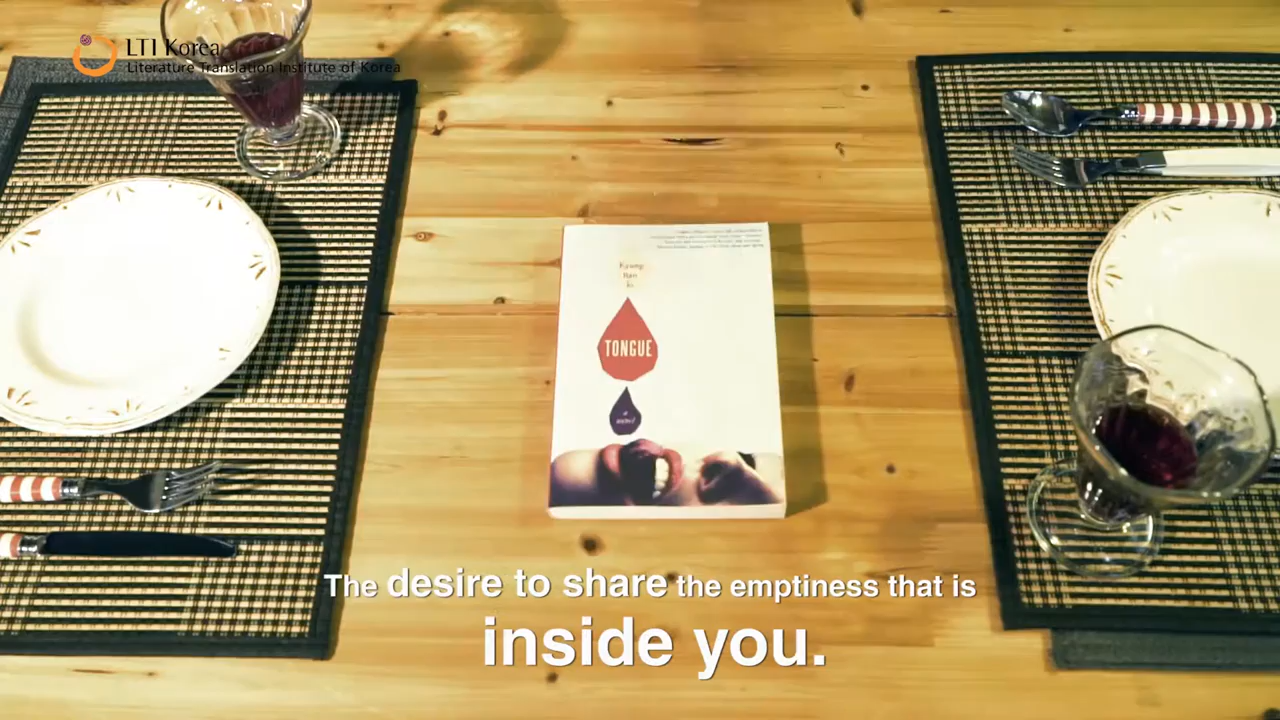 LTI Korea
Literature Translation Institute of Korea
Kyung
Ran
Jo
TONGUE
a
novel
The desire to share the emptiness that is
inside you.